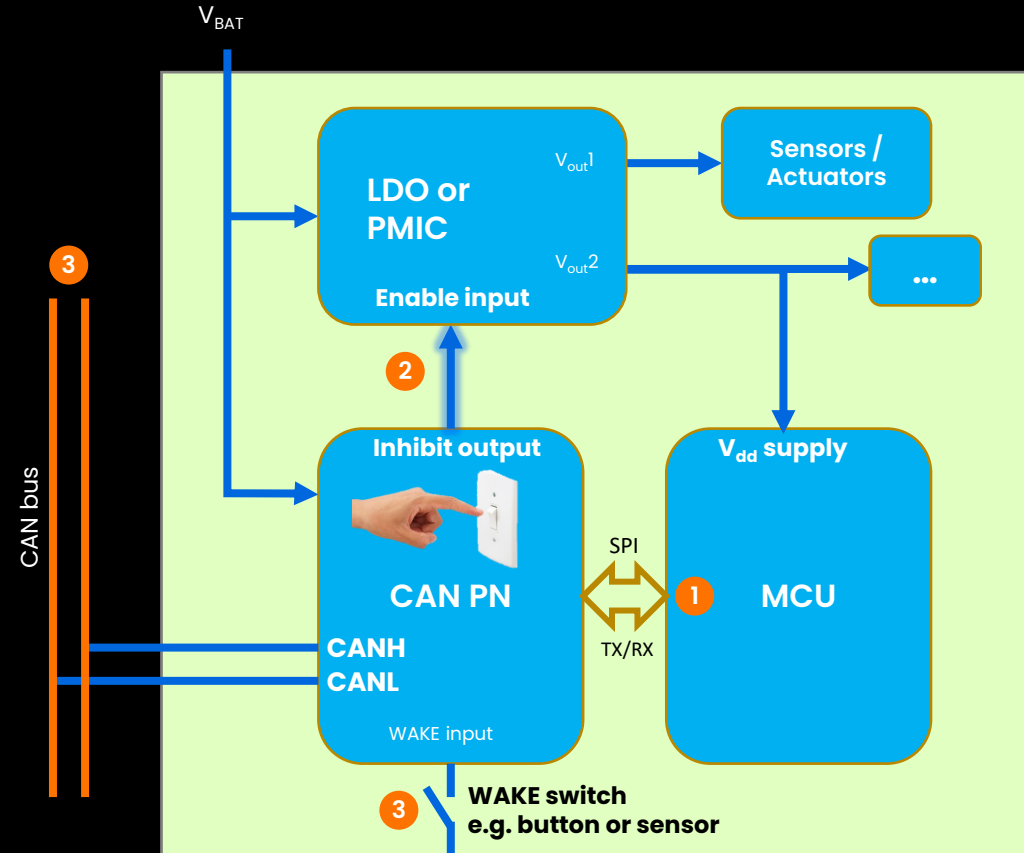 VBAT
LDO or
PMIC
Vout1
Vout2
Enable input
Sensors /
Actuators
...
3
2
CAN bus
Inhibit output
CAN PN
CANH
CANL
WAKE input
SPI
TX/RX
1
Vdd supply
MCU
3
WAKE switch
e.g. button or sensor